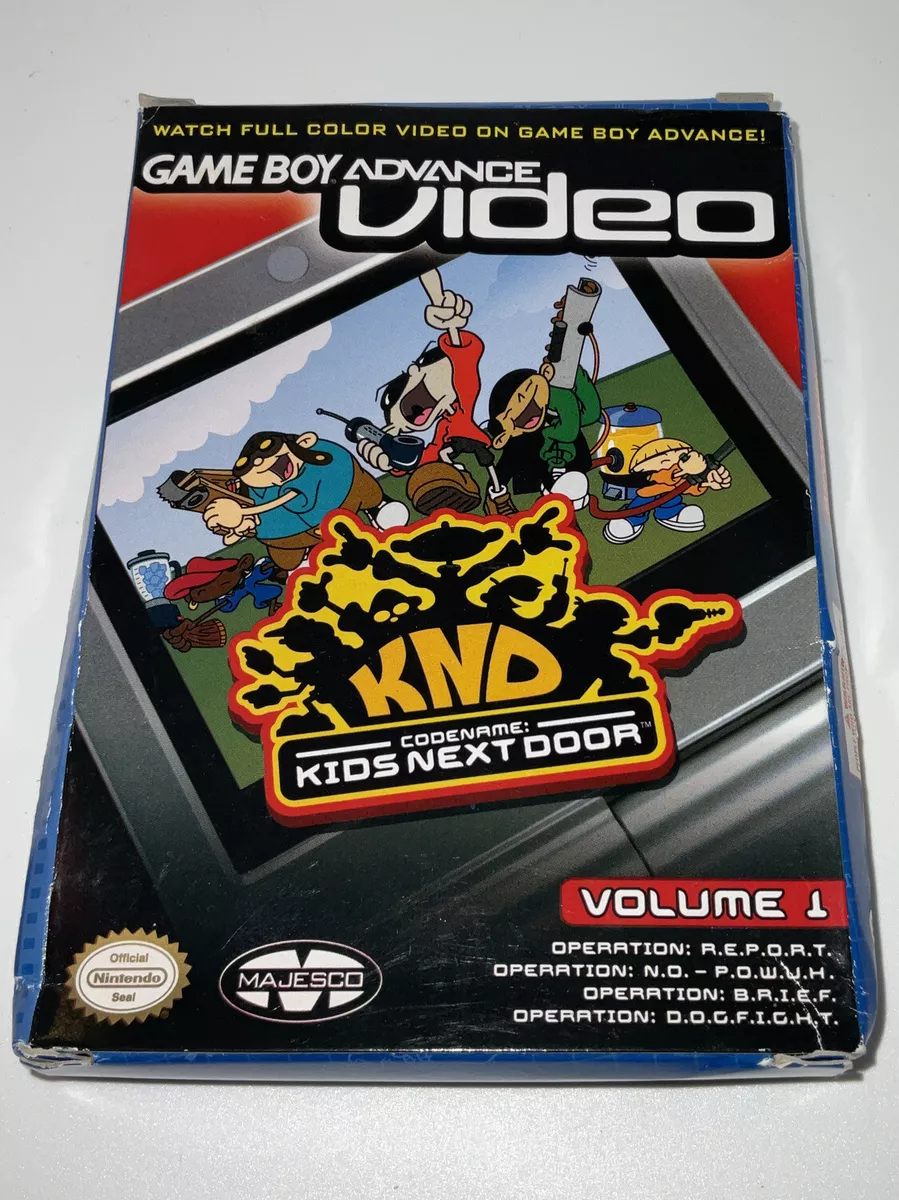 WATCH FULL COLOR VIDEO ON GAME BOY ADVANCE!
GAME BOY ADVANCE
video
KND
CODENAME:
KIDS NEXT DOOR™
VOLUME 1
OPERATION: R.E.P.O.R.T.
OPERATION: N.O. - P.O.W.U.H.
OPERATION: B.R.I.E.F.
OPERATION: D.O.G.F.I.G.H.T.
Official
Nintendo
Seal
MAJESCO